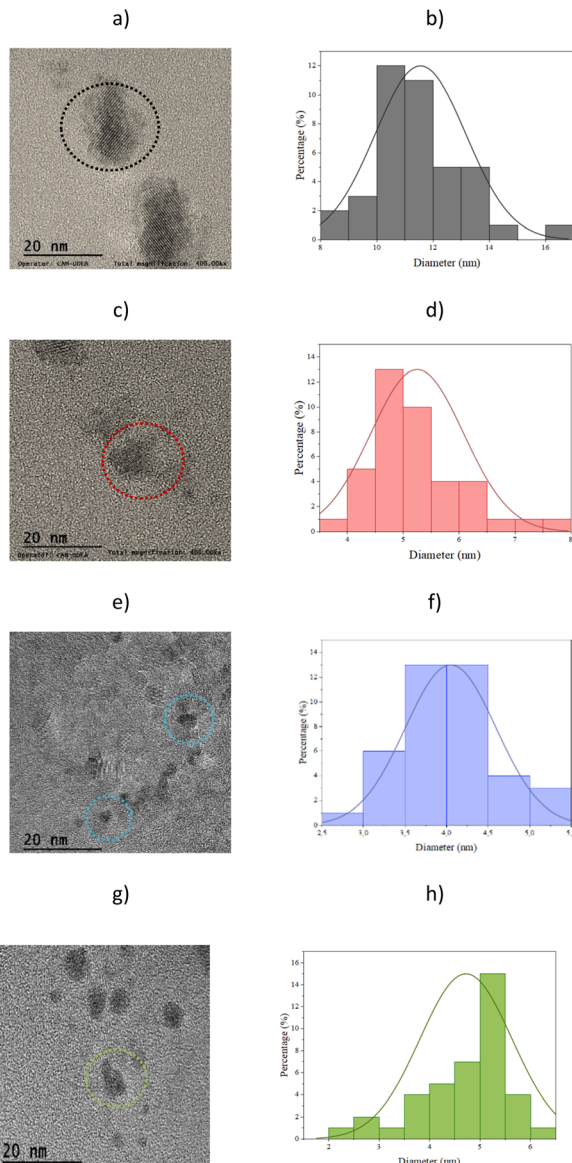 a)
b)
20 nm
Operator: CAM-UDEA
Total magnification: 400.00kx
Percentage (%)
12
10
8
6
4
2
0
8
10
12
14
16
Diameter (nm)
c)
d)
20 nm
Operator: CAM-UDEA
Total magnification: 400.00kx
Percentage (%)
14
12
10
8
6
4
2
0
4
5
6
7
8
Diameter (nm)
e)
f)
20 nm
Percentage (%)
14
12
10
8
6
4
2
0
2,5
3,0
3,5
4,0
4,5
5,0
Diameter (nm)
g)
h)
20 nm
Percentage (%)
16
14
12
10
8
6
4
2
0
2
3
4
5
6
Diameter (nm)